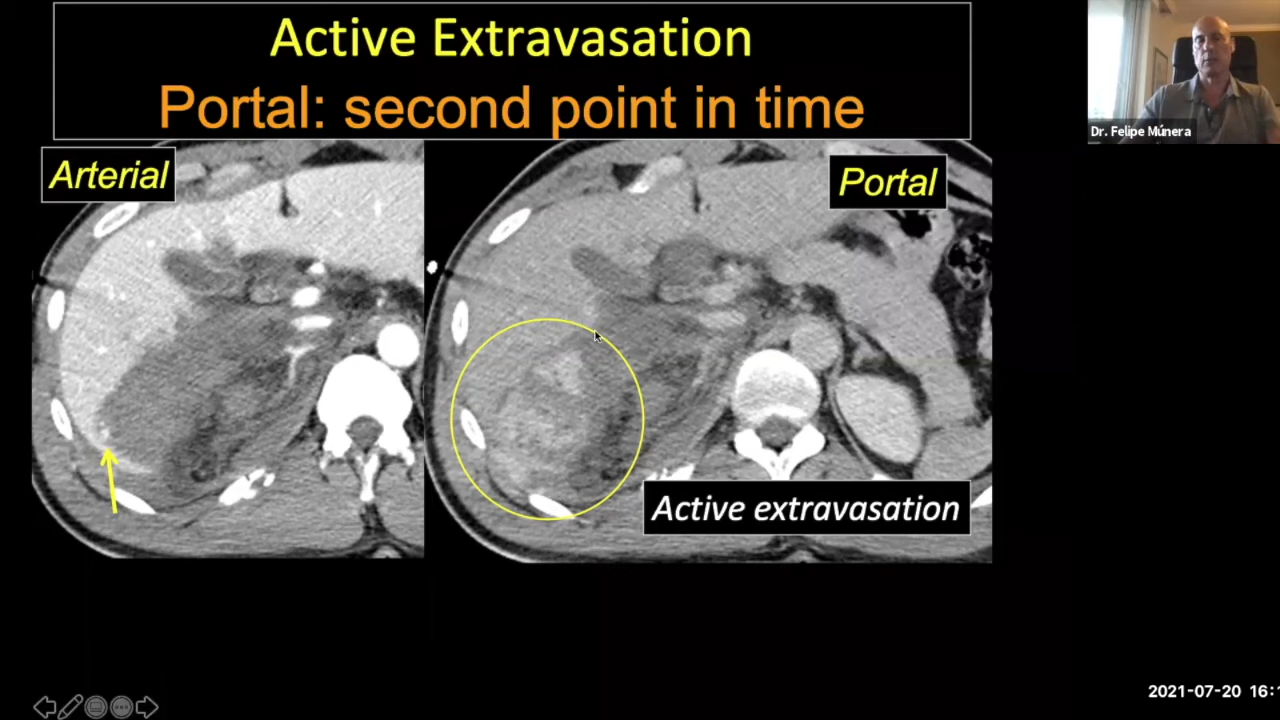 Active Extravasation
Portal: second point in time
Arterial
Portal
Active extravasation
Dr. Felipe Múnera
2021-07-20 16: